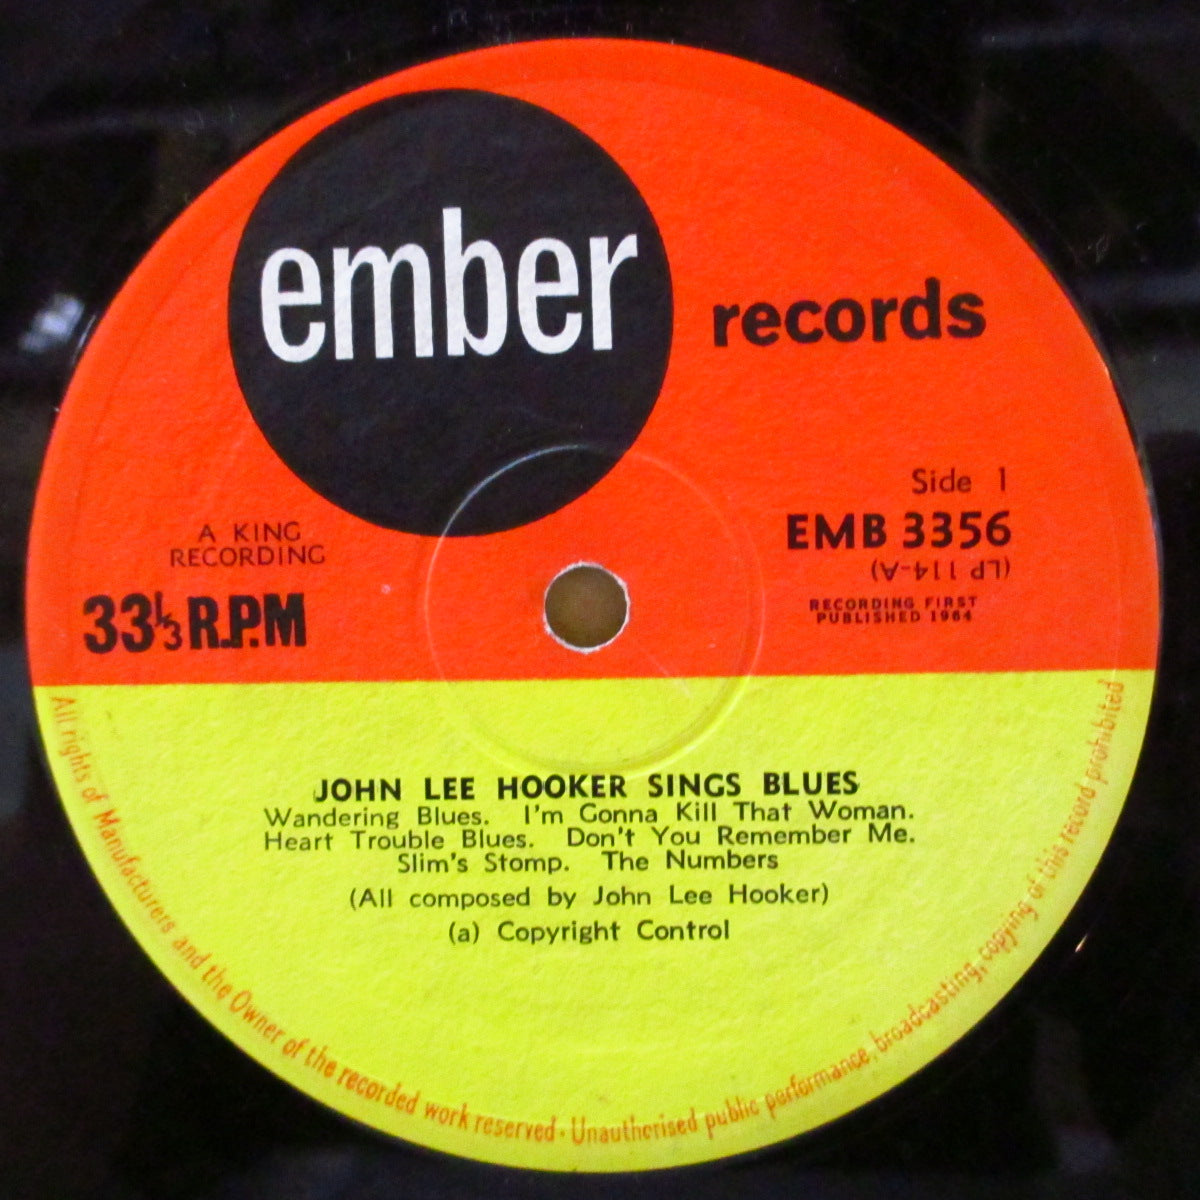 ember
records
Side 1
EMB 3356
(LP 114-A)
RECORDING FIRST
PUBLISHED 1964
A KING
RECORDING
33⅓ R.P.M
JOHN LEE HOOKER SINGS BLUES
Wandering Blues. I'm Gonna Kill That Woman.
Heart Trouble Blues. Don't You Remember Me.
Slim's Stomp. The Numbers
(All composed by John Lee Hooker)
(a) Copyright Control
All rights of Manufacturers and the Owner of the recorded work reserved · Unauthorised public performance, broadcasting, copying of this record prohibited